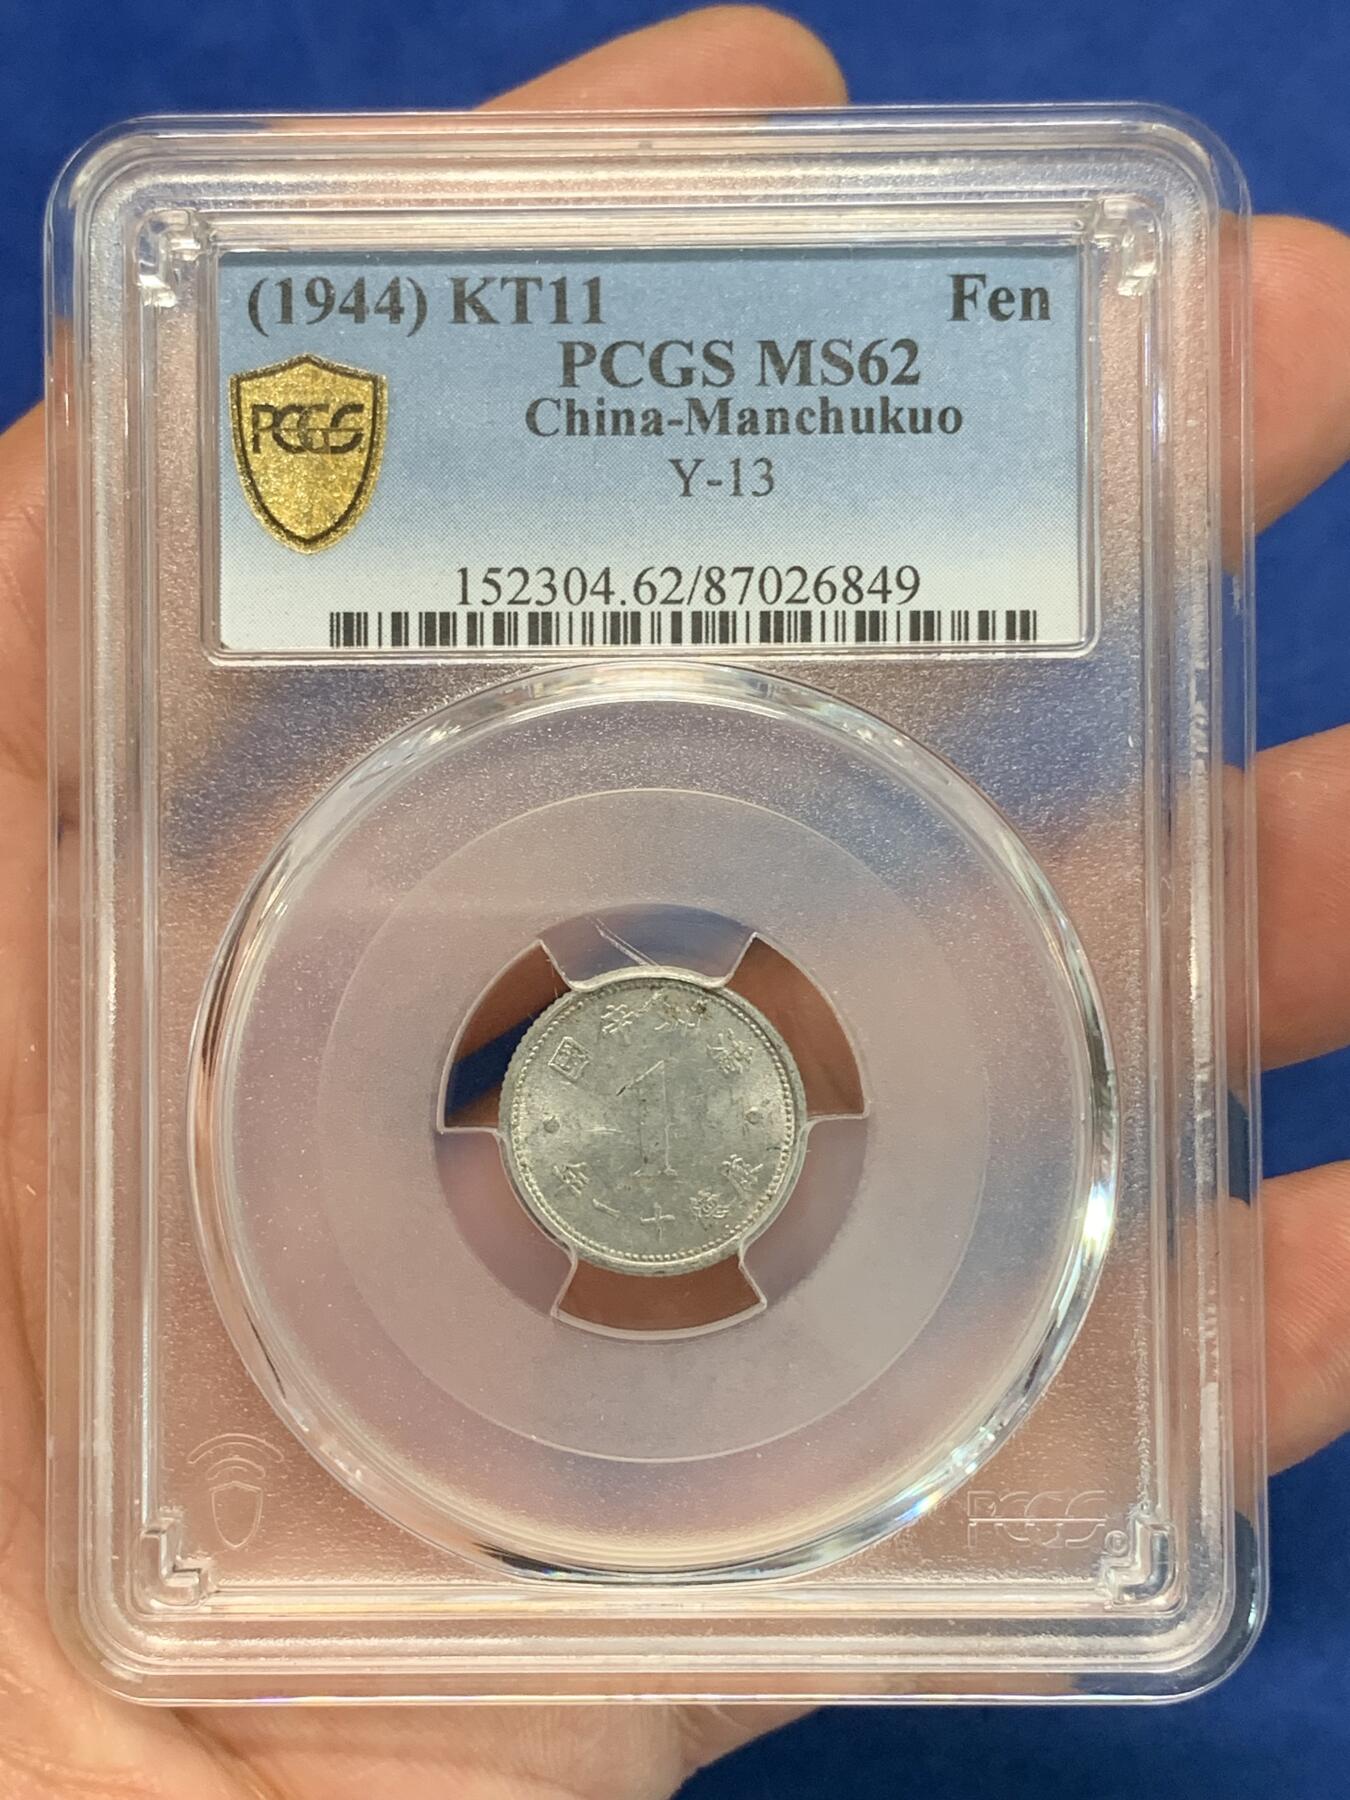 (1944) KT11 Fen
PCGS MS62
China-Manchukuo
Y-13
PCGS
152304.62/87026849
國帝洲滿
1
年一十德康
PCGS